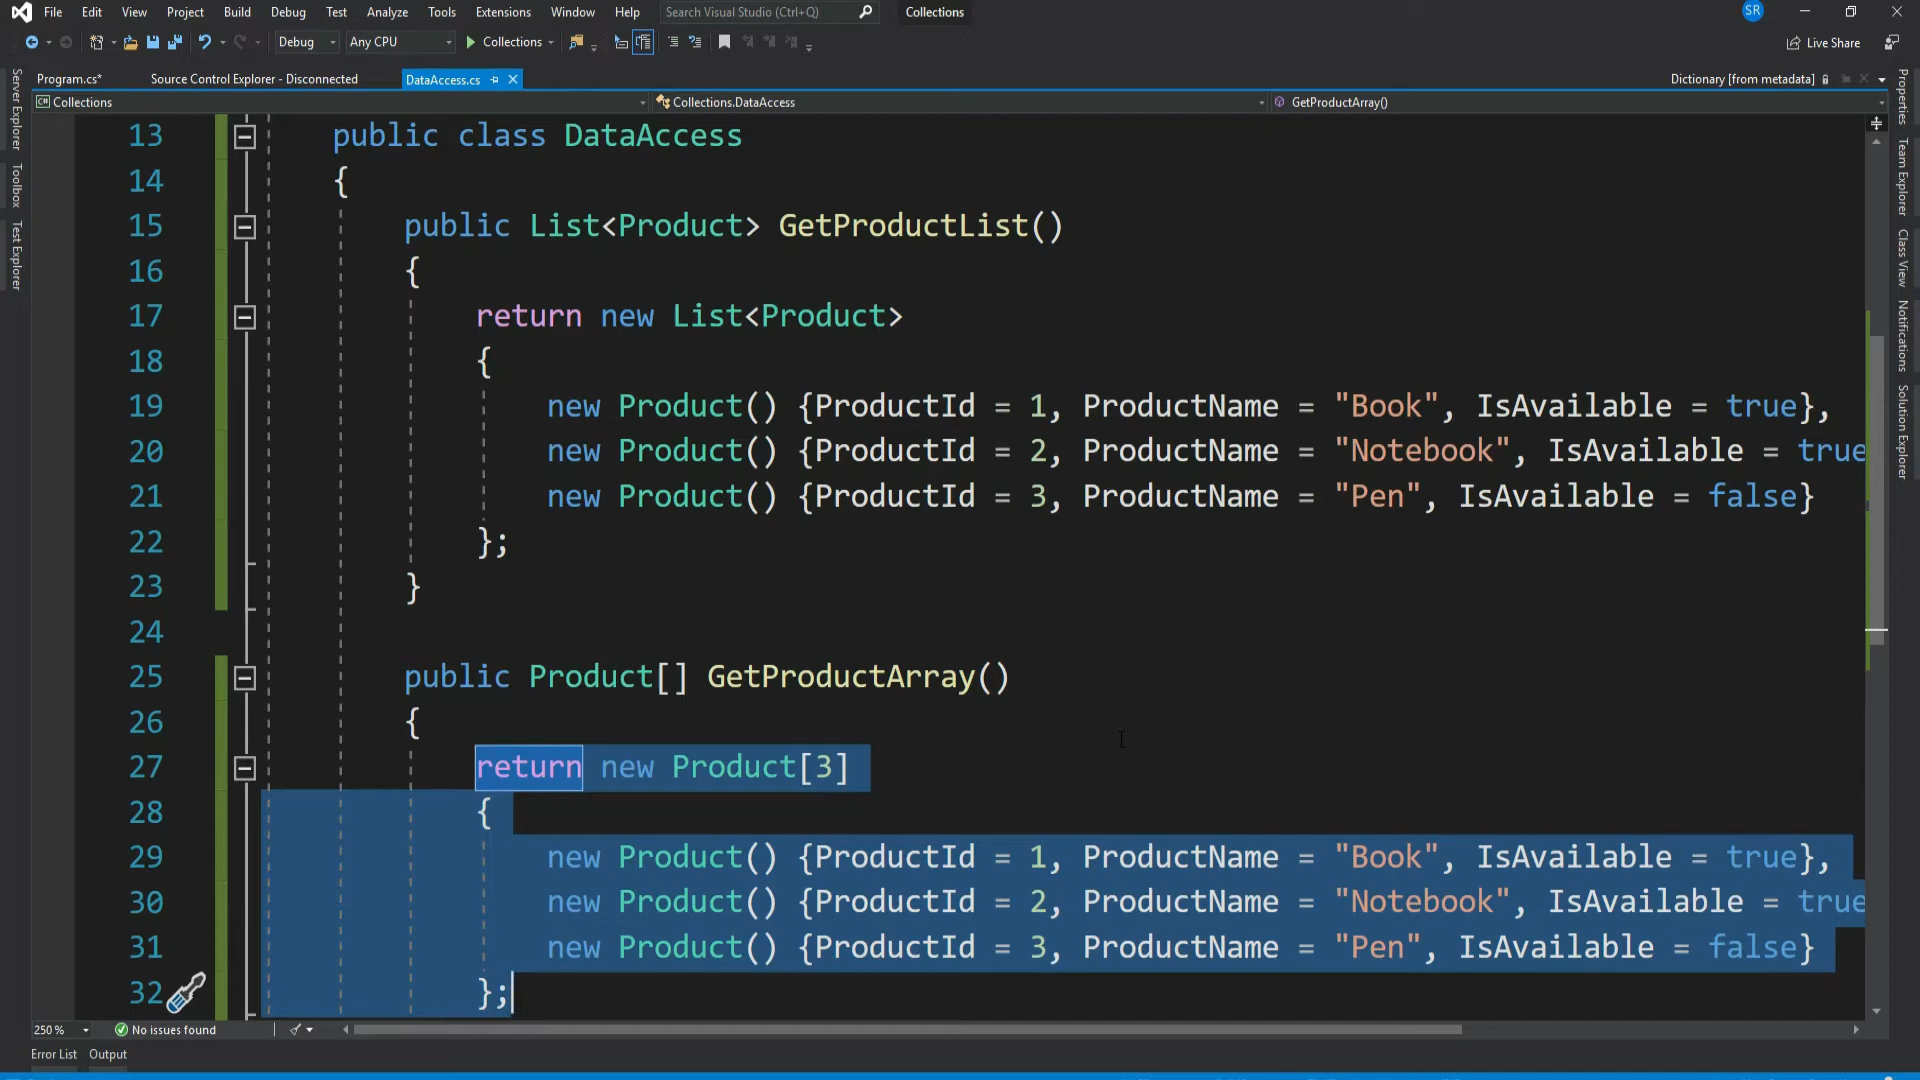 File Edit View Project Build Debug Test Analyze Tools Extensions Window Help Search Visual Studio (Ctrl+Q) Collections SR
Debug Any CPU Collections Live Share
Program.cs* Source Control Explorer - Disconnected DataAccess.cs Dictionary [from metadata]
C# Collections Collections.DataAccess GetProductArray()
Server Explorer
Toolbox
Test Explorer
13 public class DataAccess
14 {
15 public List<Product> GetProductList()
16 {
17 return new List<Product>
18 {
19 new Product() {ProductId = 1, ProductName = "Book", IsAvailable = true},
20 new Product() {ProductId = 2, ProductName = "Notebook", IsAvailable = true
21 new Product() {ProductId = 3, ProductName = "Pen", IsAvailable = false}
22 };
23 }
24
25 public Product[] GetProductArray()
26 {
27 return new Product[3]
28 {
29 new Product() {ProductId = 1, ProductName = "Book", IsAvailable = true},
30 new Product() {ProductId = 2, ProductName = "Notebook", IsAvailable = true
31 new Product() {ProductId = 3, ProductName = "Pen", IsAvailable = false}
32 };
Properties
Team Explorer
Class View
Notifications
Solution Explorer
250 % No issues found
Error List Output